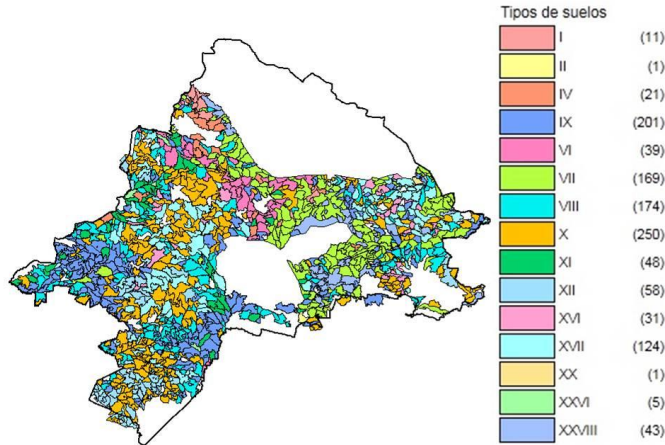 Tipos de suelos
I (11)
II (1)
IV (21)
IX (201)
VI (39)
VII (169)
VIII (174)
X (250)
XI (48)
XII (58)
XVI (31)
XVII (124)
XX (1)
XXVI (5)
XXVIII (43)